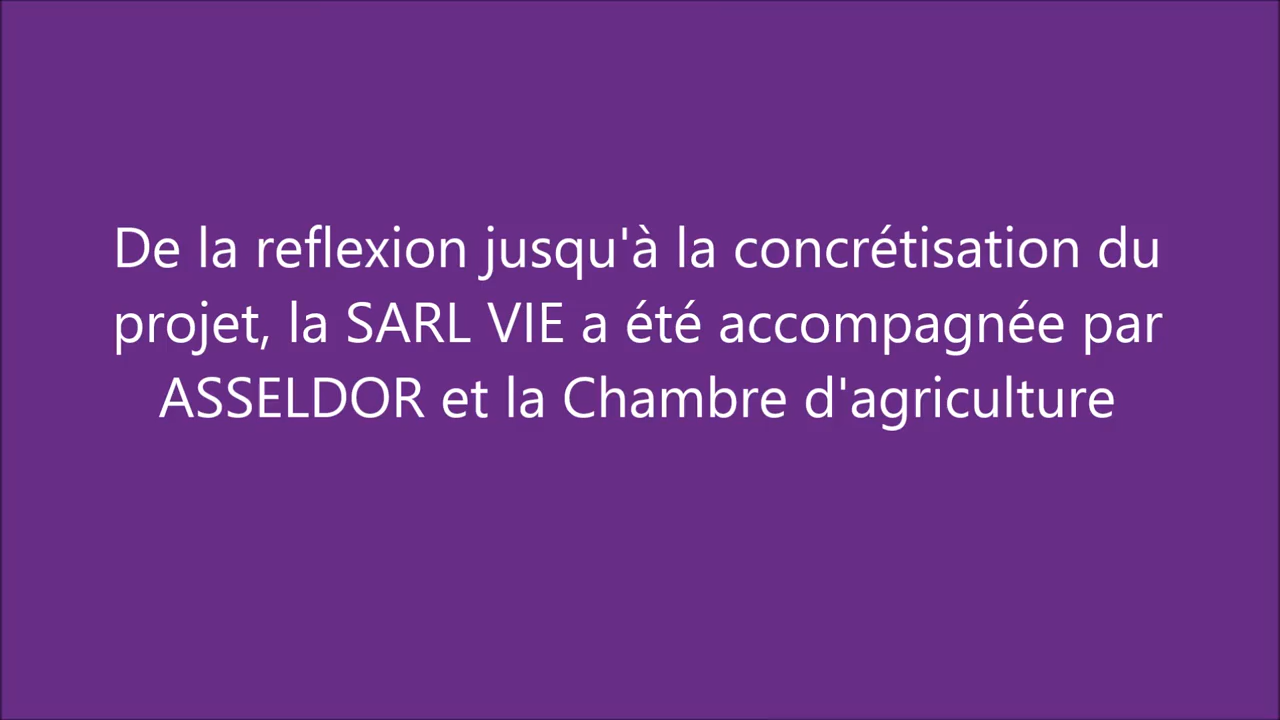 De la reflexion jusqu'à la concrétisation du
projet, la SARL VIE a été accompagnée par
ASSELDOR et la Chambre d'agriculture